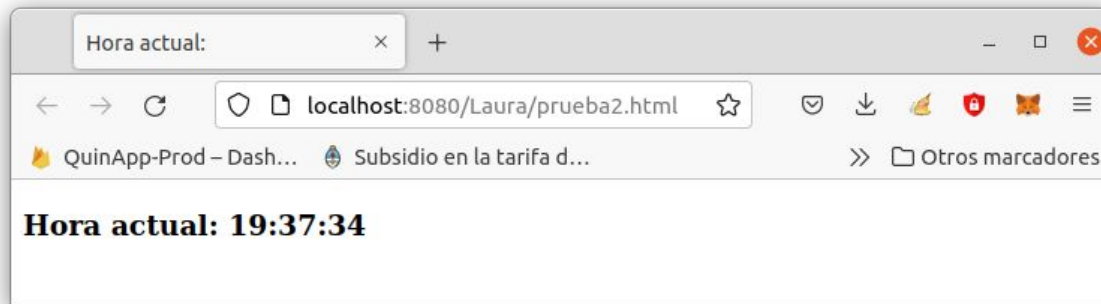 Hora actual:
localhost:8080/Laura/prueba2.html
QuinApp-Prod – Dash... Subsidio en la tarifa d... Otros marcadores
Hora actual: 19:37:34